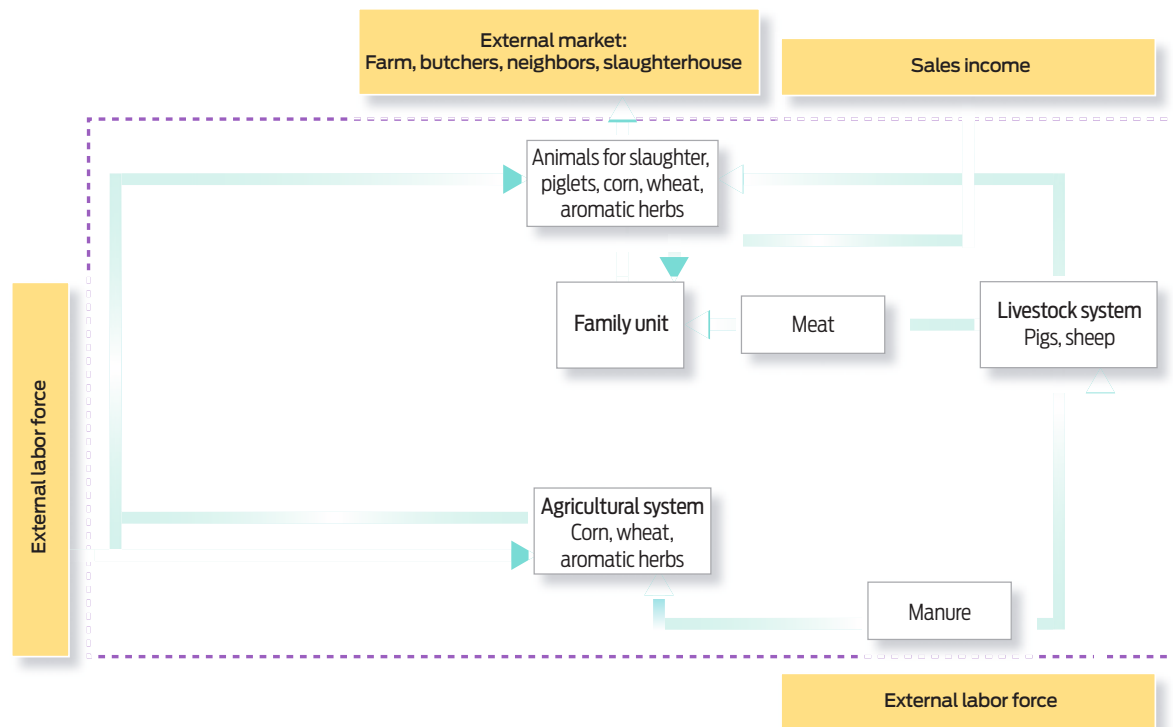 External market:
Farm, butchers, neighbors, slaughterhouse
Sales income
Animals for slaughter,
piglets, corn, wheat,
aromatic herbs
Family unit
Meat
Livestock system
Pigs, sheep
External labor force
Agricultural system
Corn, wheat,
aromatic herbs
Manure
External labor force